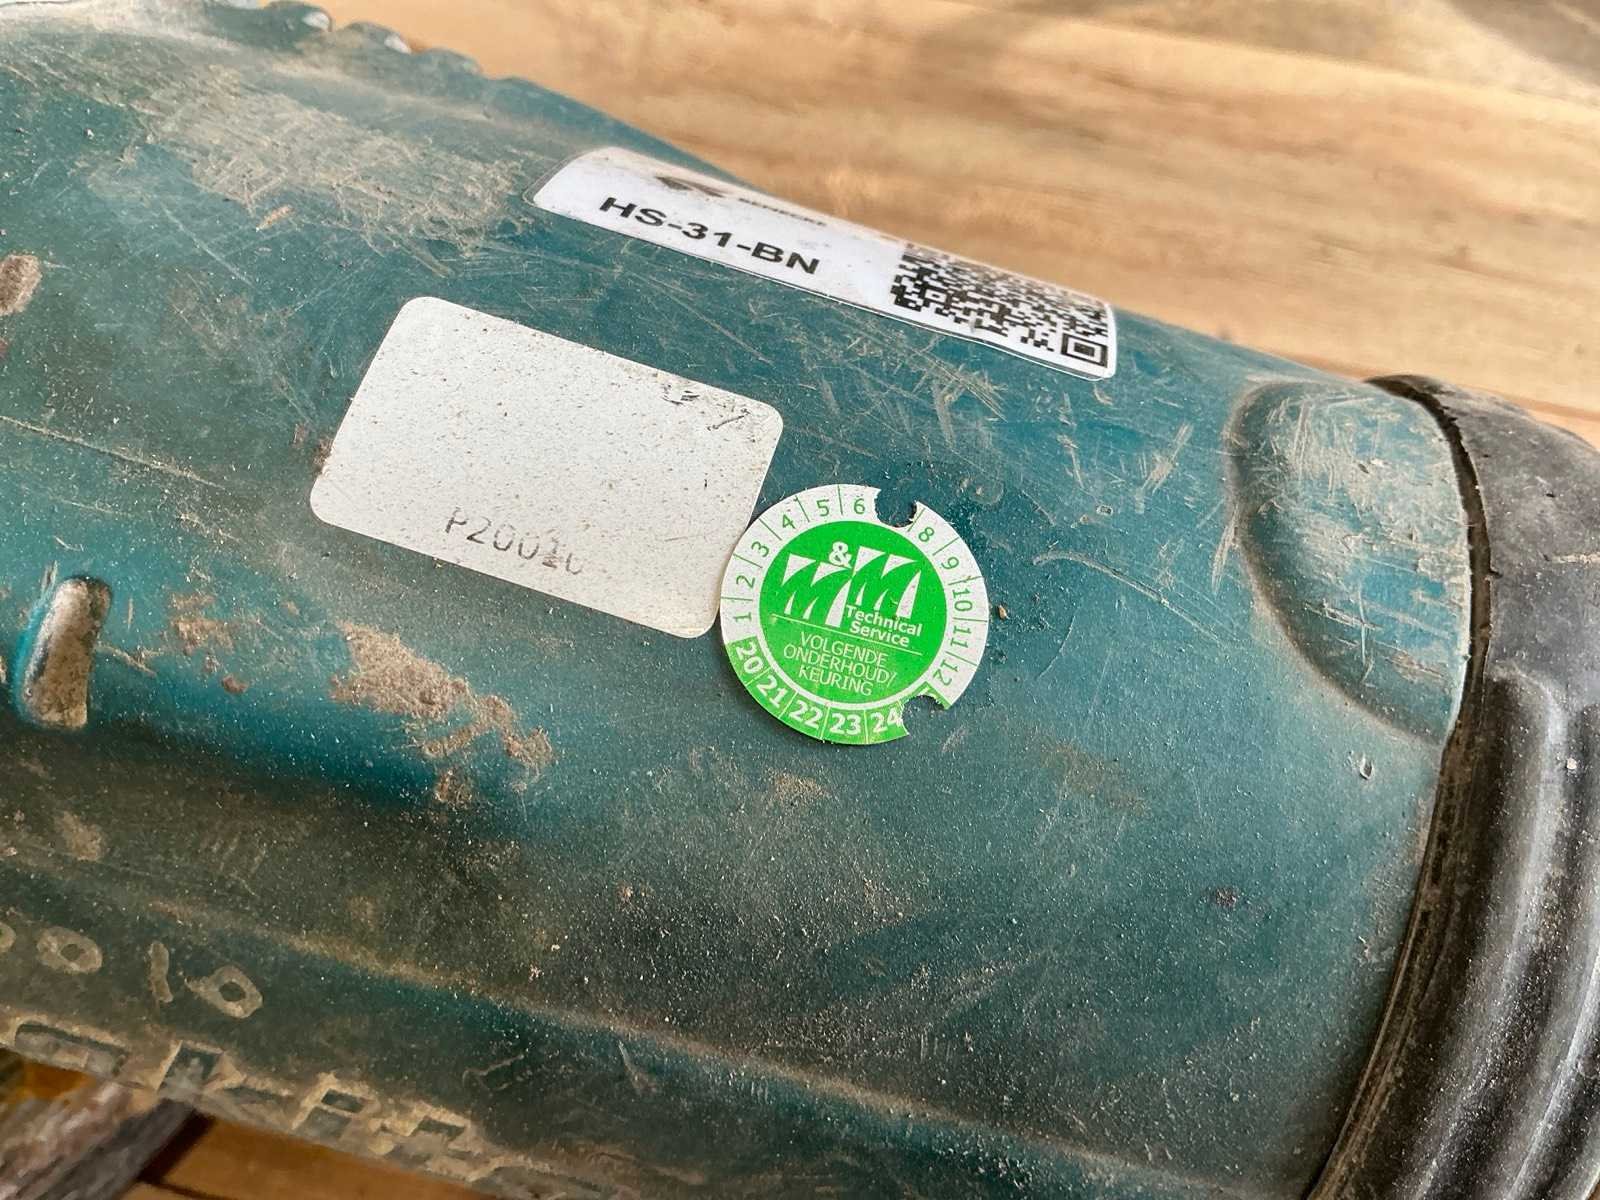 HS-31-BN
1 2 3 4 5 6 8 9 10 11 12
M&M
Technical
Service
VOLGENDE
ONDERHOUD/
KEURING
20 21 22 23 24